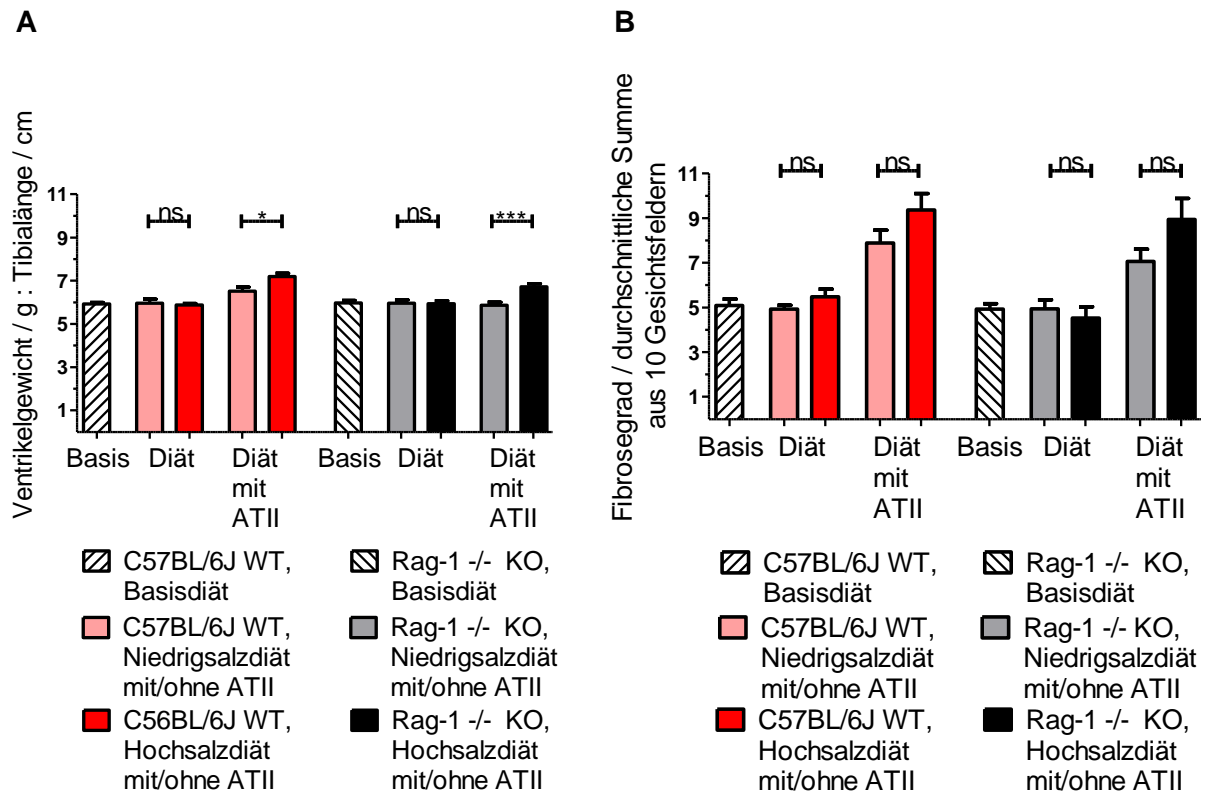 A
Ventrikelgewicht / g : Tibialänge / cm
11
9
7
5
3
1
ns
*
ns
***
Basis Diät Diät Basis Diät Diät
mit mit
ATII ATII
C57BL/6J WT,
Basisdiät
C57BL/6J WT,
Niedrigsalzdiät
mit/ohne ATII
C56BL/6J WT,
Hochsalzdiät
mit/ohne ATII
Rag-1 -/- KO,
Basisdiät
Rag-1 -/- KO,
Niedrigsalzdiät
mit/ohne ATII
Rag-1 -/- KO,
Hochsalzdiät
mit/ohne ATII
B
Fibrosegrad / durchschnittliche Summe
aus 10 Gesichtsfeldern
11
9
7
5
3
1
ns
ns
ns
ns
Basis Diät Diät Basis Diät Diät
mit mit
ATII ATII
C57BL/6J WT,
Basisdiät
C57BL/6J WT,
Niedrigsalzdiät
mit/ohne ATII
C57BL/6J WT,
Hochsalzdiät
mit/ohne ATII
Rag-1 -/- KO,
Basisdiät
Rag-1 -/- KO,
Niedrigsalzdiät
mit/ohne ATII
Rag-1 -/- KO,
Hochsalzdiät
mit/ohne ATII